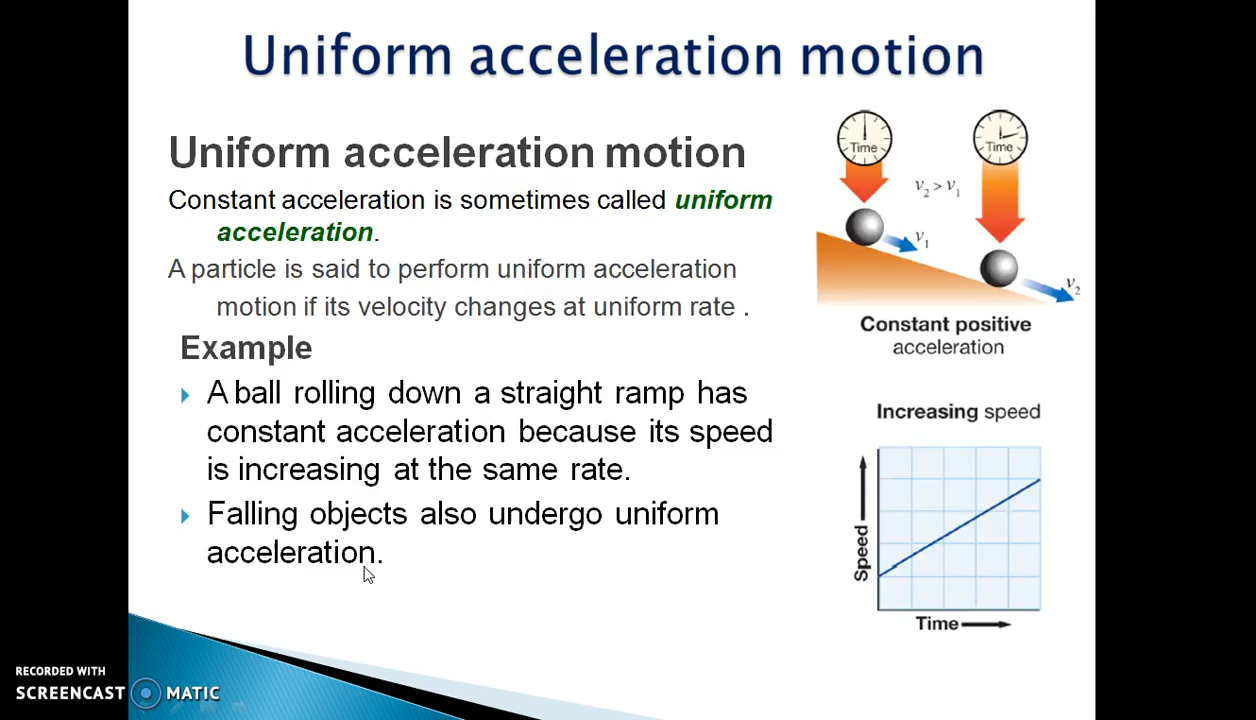 Uniform acceleration motion
Uniform acceleration motion
Constant acceleration is sometimes called uniform
acceleration.
A particle is said to perform uniform acceleration
motion if its velocity changes at uniform rate .
Example
A ball rolling down a straight ramp has
constant acceleration because its speed
is increasing at the same rate.
Falling objects also undergo uniform
acceleration.
Time
Time
v2 > v1
v1
v2
Constant positive
acceleration
Increasing speed
Speed
Time
RECORDED WITH
SCREENCAST MATIC